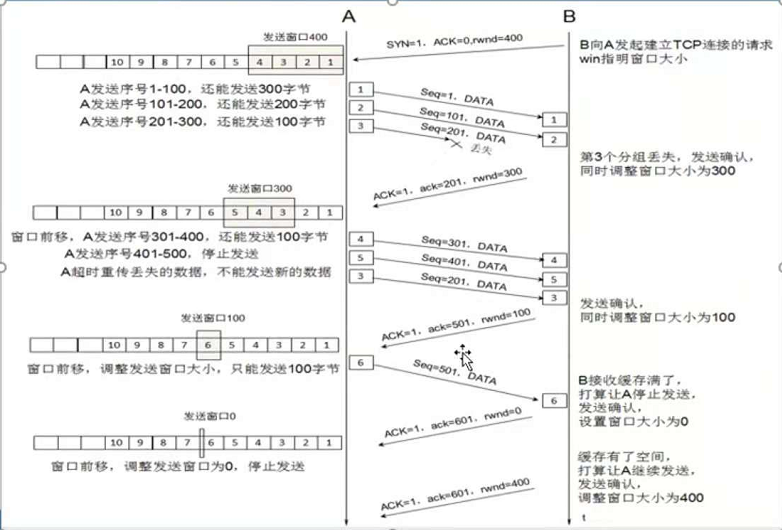 A
B
发送窗口400
10 9 8 7 6 5 4 3 2 1
SYN=1，ACK=0,rwnd=400
B向A发起建立TCP连接的请求
win指明窗口大小
A发送序号1-100，还能发送300字节
A发送序号101-200，还能发送200字节
A发送序号201-300，还能发送100字节
1
2
3
Seq=1，DATA
Seq=101，DATA
Seq=201，DATA
丢失
1
2
第3个分组丢失，发送确认，
同时调整窗口大小为300
ACK=1，ack=201，rwnd=300
发送窗口300
10 9 8 7 6 5 4 3 2 1
窗口前移，A发送序号301-400，还能发送100字节
A发送序号401-500，停止发送
A超时重传丢失的数据，不能发送新的数据
4
5
3
Seq=301，DATA
Seq=401，DATA
Seq=201，DATA
4
5
3
发送确认，
同时调整窗口大小为100
ACK=1，ack=501，rwnd=100
发送窗口100
10 9 8 7 6 5 4 3 2 1
窗口前移，调整发送窗口大小，只能发送100字节
6
Seq=501，DATA
6
B接收缓存满了，
打算让A停止发送，
发送确认，
设置窗口大小为0
ACK=1，ack=601，rwnd=0
发送窗口0
10 9 8 7 6 5 4 3 2 1
窗口前移，调整发送窗口为0，停止发送
缓存有了空间，
打算让A继续发送，
发送确认，
调整窗口大小为400
ACK=1，ack=601，rwnd=400
t